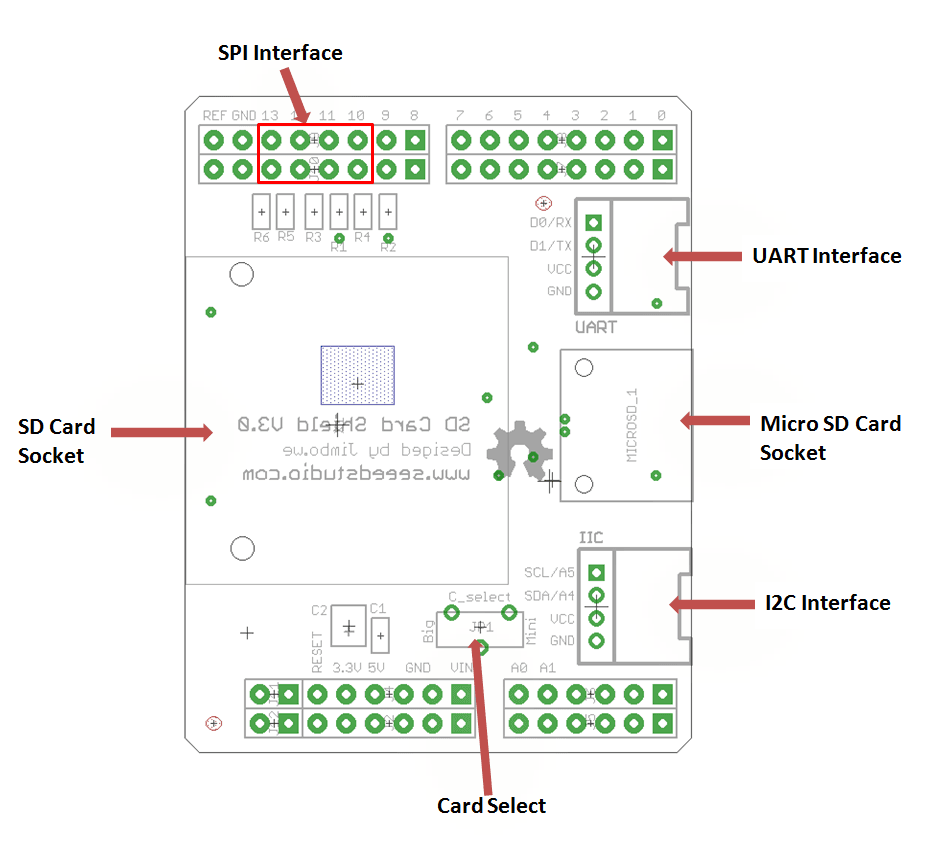 SPI Interface
REF GND 13 11 10 9 8
7 6 5 4 3 2 1 0
R6 R5 R3 R1 R4 R2
D0/RX
D1/TX
VCC
GND
UART
UART Interface
SD Card
Socket
SD Card Shield V3.0
Desiged by Jimbo.we
www.seeedstudio.com
MICROSD_1
Micro SD Card
Socket
IIC
SCL/A5
SDA/A4
VCC
GND
I2C Interface
C2 C1
C_select
Big
JP1
Mini
RESET
3.3V 5V GND VIN
A0 A1
Card Select